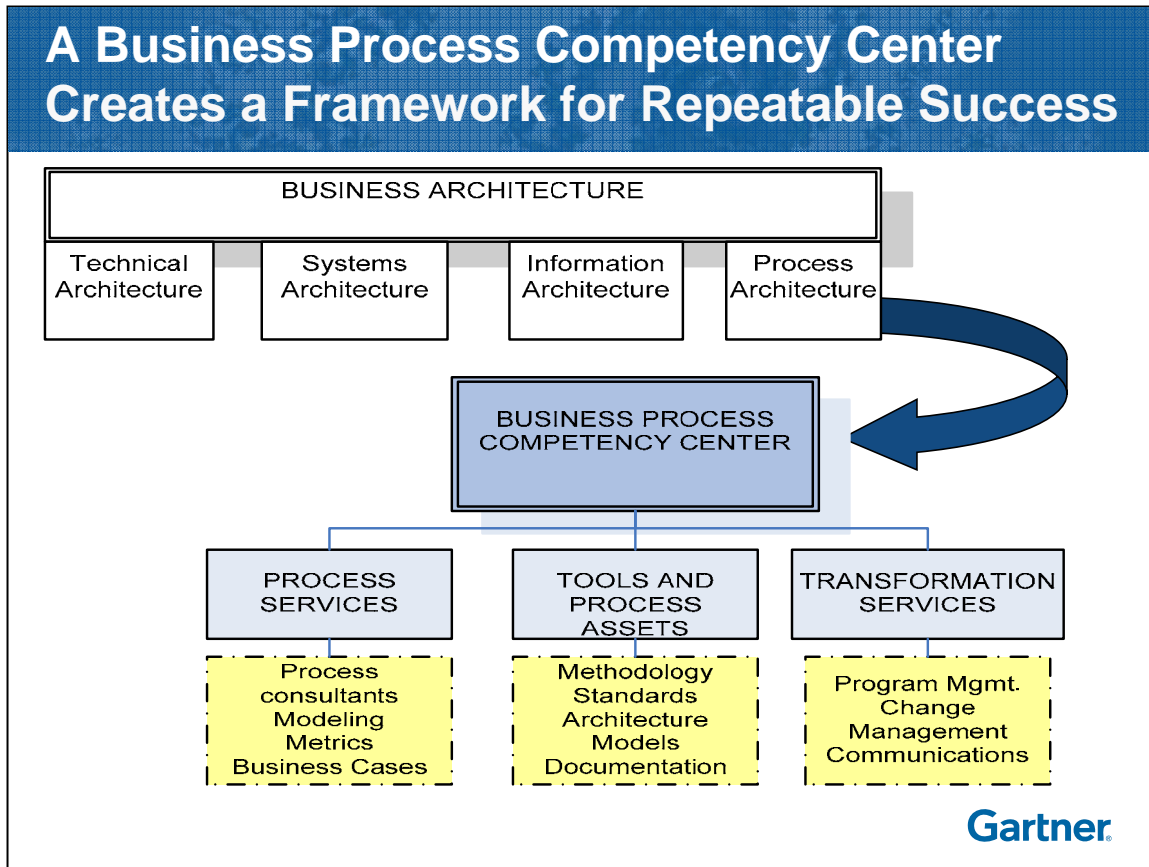 A Business Process Competency Center
Creates a Framework for Repeatable Success
BUSINESS ARCHITECTURE
Technical
Architecture
Systems
Architecture
Information
Architecture
Process
Architecture
BUSINESS PROCESS
COMPETENCY CENTER
PROCESS
SERVICES
TOOLS AND
PROCESS
ASSETS
TRANSFORMATION
SERVICES
Process
consultants
Modeling
Metrics
Business Cases
Methodology
Standards
Architecture
Models
Documentation
Program Mgmt.
Change
Management
Communications
Gartner®